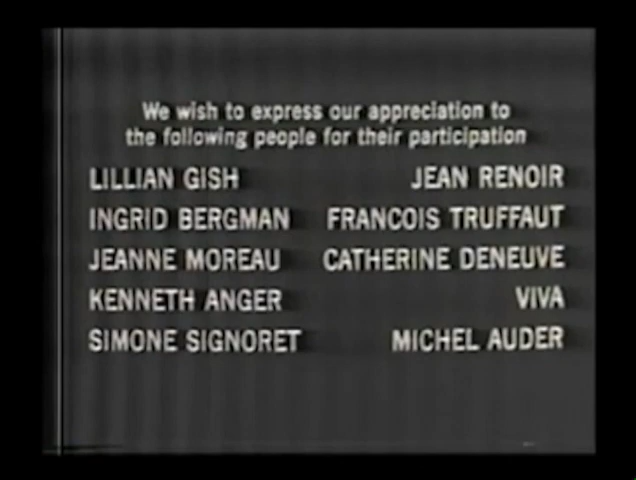 We wish to express our appreciation to
the following people for their participation
LILLIAN GISH JEAN RENOIR
INGRID BERGMAN FRANCOIS TRUFFAUT
JEANNE MOREAU CATHERINE DENEUVE
KENNETH ANGER VIVA
SIMONE SIGNORET MICHEL AUDER